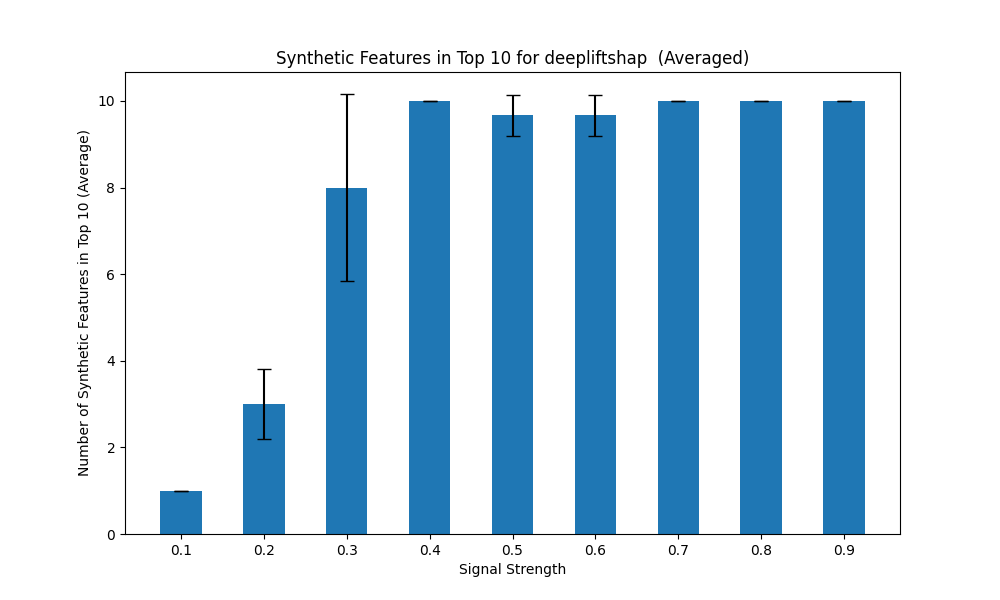 Synthetic Features in Top 10 for deepliftshap  (Averaged)
Number of Synthetic Features in Top 10 (Average)
10
8
6
4
2
0
0.1 0.2 0.3 0.4 0.5 0.6 0.7 0.8 0.9
Signal Strength